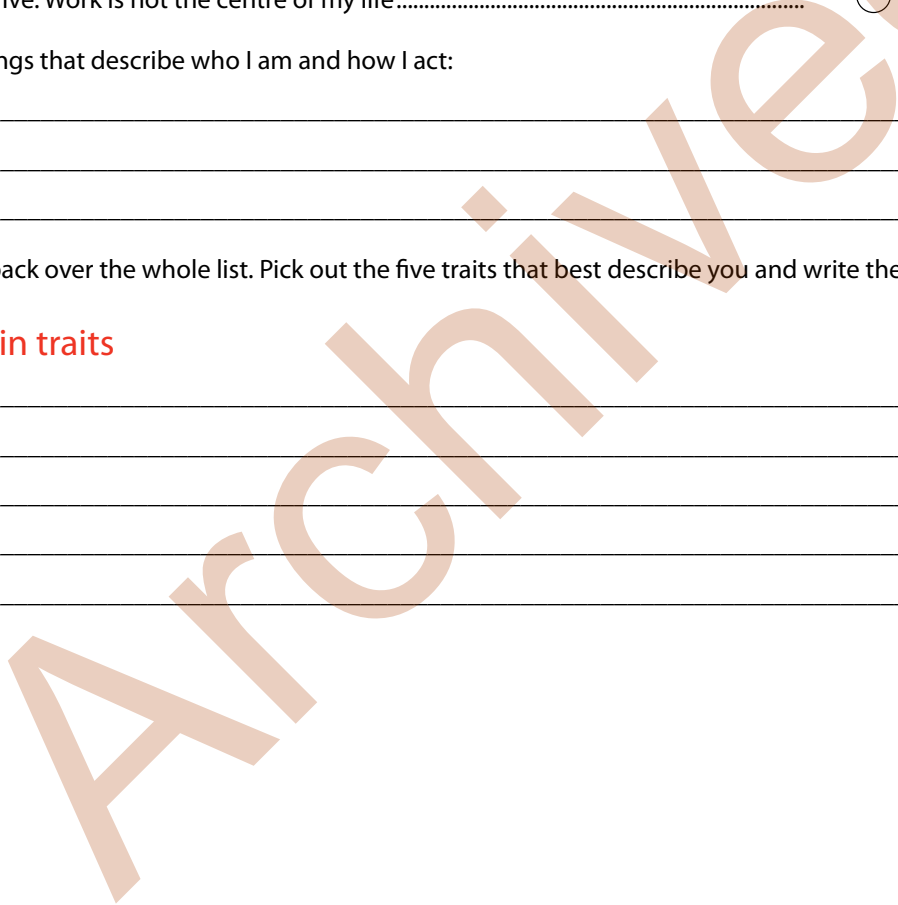 ive. Work is not the centre of my life
ngs that describe who I am and how I act:
back over the whole list. Pick out the five traits that best describe you and write the
in traits
Archive